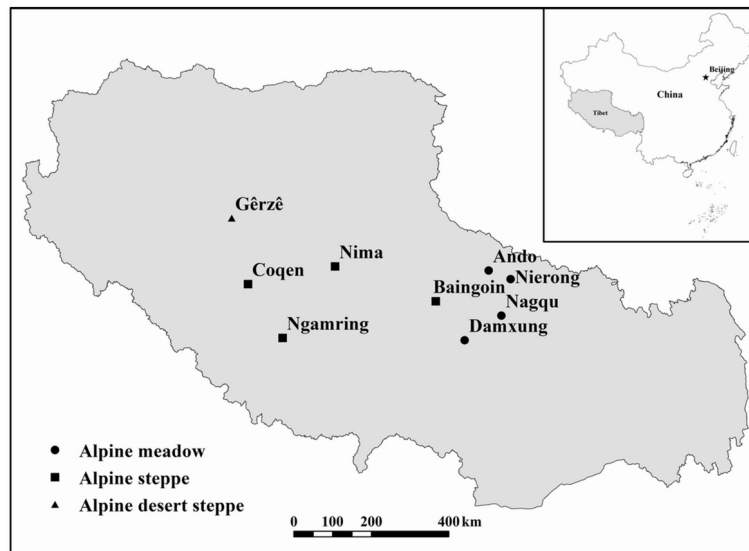 Beijing
China
Tibet
Gêrzê
Nima
Coqen
Ando
Nierong
Baingoin
Nagqu
Ngamring
Damxung
Alpine meadow
Alpine steppe
Alpine desert steppe
0 50 100 200 400 km